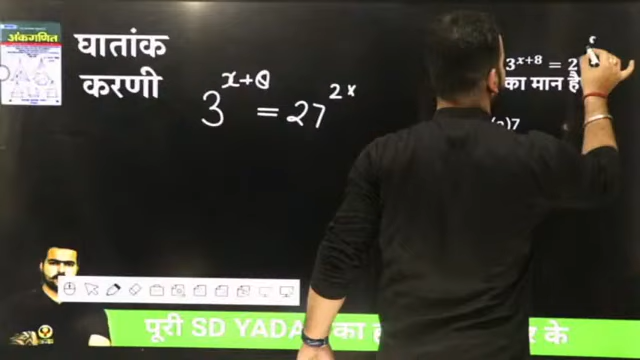 अंकगणित
घातांक
करणी
3^{x+8} = 27^{2x}
3^{x+8} = 2
का मान है
7
पूरी SD YADA का
र के